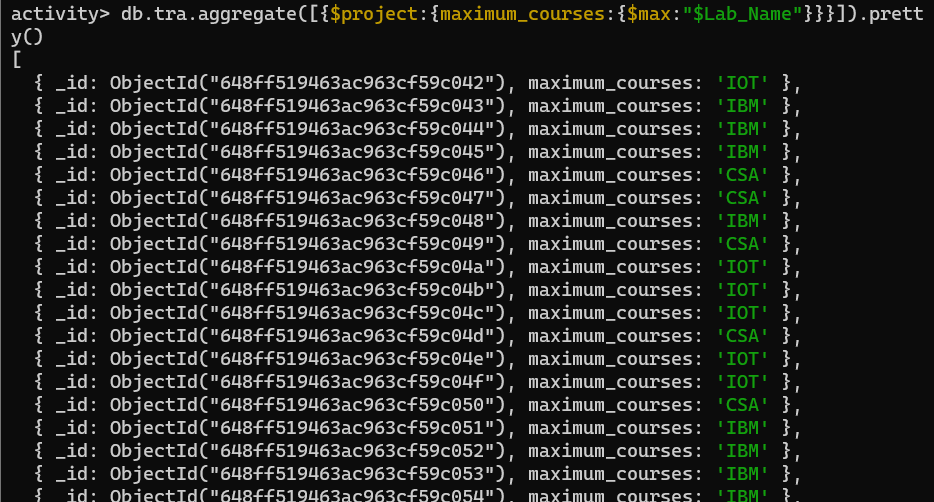 activity> db.tra.aggregate([{$project:{maximum_courses:{$max:"$Lab_Name"}}}]).prett
y()
[
  { _id: ObjectId("648ff519463ac963cf59c042"), maximum_courses: 'IOT' },
  { _id: ObjectId("648ff519463ac963cf59c043"), maximum_courses: 'IBM' },
  { _id: ObjectId("648ff519463ac963cf59c044"), maximum_courses: 'IBM' },
  { _id: ObjectId("648ff519463ac963cf59c045"), maximum_courses: 'IBM' },
  { _id: ObjectId("648ff519463ac963cf59c046"), maximum_courses: 'CSA' },
  { _id: ObjectId("648ff519463ac963cf59c047"), maximum_courses: 'CSA' },
  { _id: ObjectId("648ff519463ac963cf59c048"), maximum_courses: 'IBM' },
  { _id: ObjectId("648ff519463ac963cf59c049"), maximum_courses: 'CSA' },
  { _id: ObjectId("648ff519463ac963cf59c04a"), maximum_courses: 'IOT' },
  { _id: ObjectId("648ff519463ac963cf59c04b"), maximum_courses: 'IOT' },
  { _id: ObjectId("648ff519463ac963cf59c04c"), maximum_courses: 'IOT' },
  { _id: ObjectId("648ff519463ac963cf59c04d"), maximum_courses: 'CSA' },
  { _id: ObjectId("648ff519463ac963cf59c04e"), maximum_courses: 'IOT' },
  { _id: ObjectId("648ff519463ac963cf59c04f"), maximum_courses: 'IOT' },
  { _id: ObjectId("648ff519463ac963cf59c050"), maximum_courses: 'CSA' },
  { _id: ObjectId("648ff519463ac963cf59c051"), maximum_courses: 'IBM' },
  { _id: ObjectId("648ff519463ac963cf59c052"), maximum_courses: 'IBM' },
  { _id: ObjectId("648ff519463ac963cf59c053"), maximum_courses: 'IBM' },
  { _id: ObjectId("648ff519463ac963cf59c054"), maximum_courses: 'IBM' },